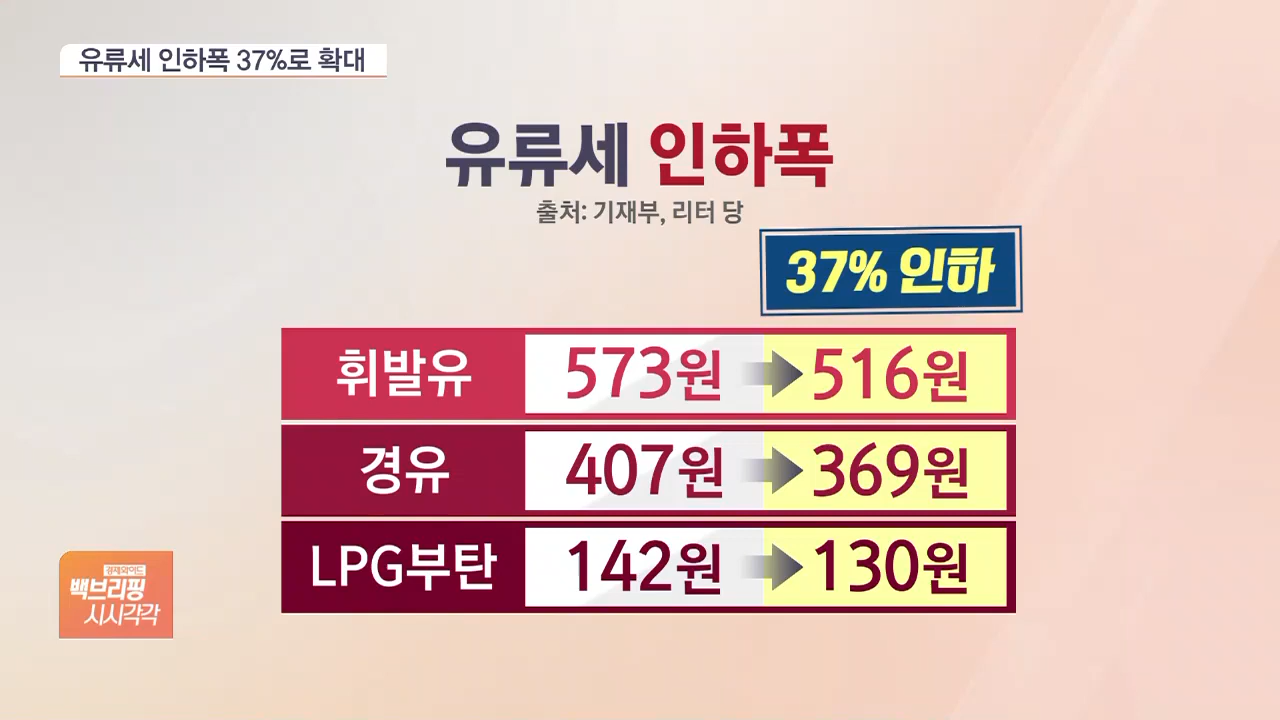 유류세 인하폭 37%로 확대
유류세 인하폭
출처: 기재부, 리터 당
37% 인하
휘발유 573원 516원
경유 407원 369원
LPG부탄 142원 130원
경제와이드
백브리핑
시시각각